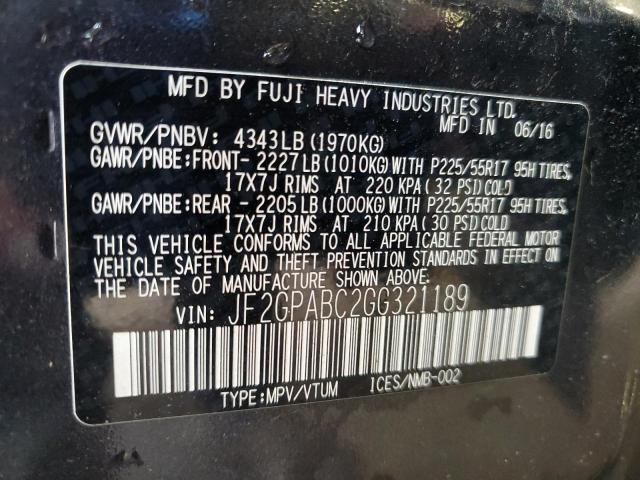 MFD BY FUJI HEAVY INDUSTRIES LTD.
MFD IN 06/16
GVWR/PNBV: 4343LB (1970KG)
GAWR/PNBE:FRONT- 2227LB (1010KG) WITH P225/55R17 95H TIRES,
17X7J RIMS AT 220 KPA ( 32 PSI) COLD
GAWR/PNBE:REAR - 2205LB (1000KG) WITH P225/55R17 95H TIRES,
17X7J RIMS AT 210 KPA ( 30 PSI) COLD
THIS VEHICLE CONFORMS TO ALL APPLICABLE FEDERAL MOTOR
VEHICLE SAFETY AND THEFT PREVENTION STANDARDS IN EFFECT ON
THE DATE OF MANUFACTURE SHOWN ABOVE.
VIN: JF2GPABC2GG321189
TYPE:MPV/VTUM ICES/NMB-002